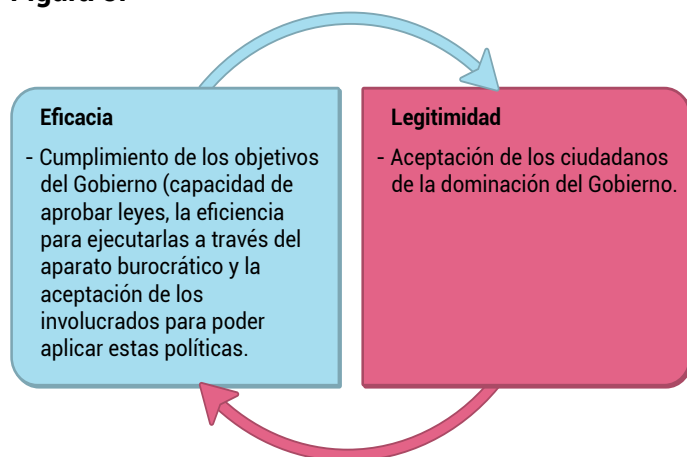 Eficacia
- Cumplimiento de los objetivos
del Gobierno (capacidad de
aprobar leyes, la eficiencia
para ejecutarlas a través del
aparato burocrático y la
aceptación de los
involucrados para poder
aplicar estas políticas.
Legitimidad
- Aceptación de los ciudadanos
de la dominación del Gobierno.